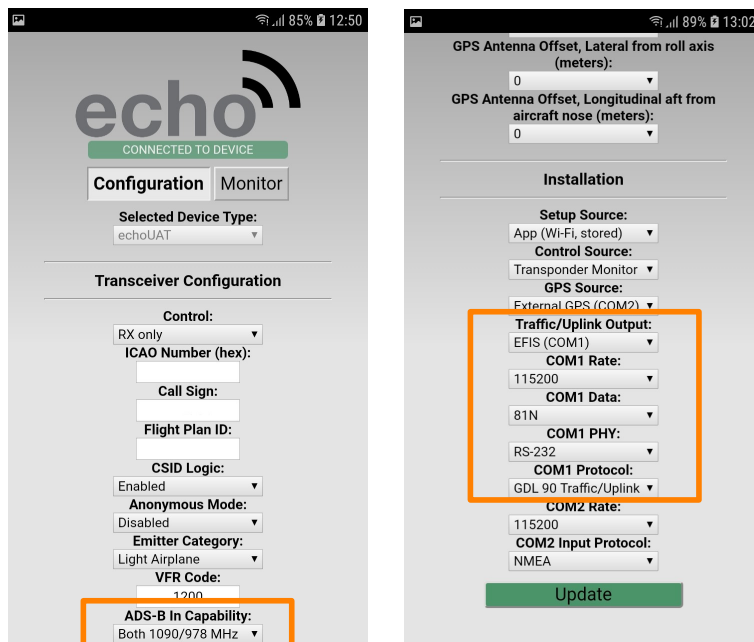 85% 12:50
echo
CONNECTED TO DEVICE
Configuration Monitor
Selected Device Type:
echoUAT
Transceiver Configuration
Control:
RX only
ICAO Number (hex):
Call Sign:
Flight Plan ID:
CSID Logic:
Enabled
Anonymous Mode:
Disabled
Emitter Category:
Light Airplane
VFR Code:
1200
ADS-B In Capability:
Both 1090/978 MHz
89% 13:02
GPS Antenna Offset, Lateral from roll axis
(meters):
0
GPS Antenna Offset, Longitudinal aft from
aircraft nose (meters):
0
Installation
Setup Source:
App (Wi-Fi, stored)
Control Source:
Transponder Monitor
GPS Source:
External GPS (COM2)
Traffic/Uplink Output:
EFIS (COM1)
COM1 Rate:
115200
COM1 Data:
81N
COM1 PHY:
RS-232
COM1 Protocol:
GDL 90 Traffic/Uplink
COM2 Rate:
115200
COM2 Input Protocol:
NMEA
Update